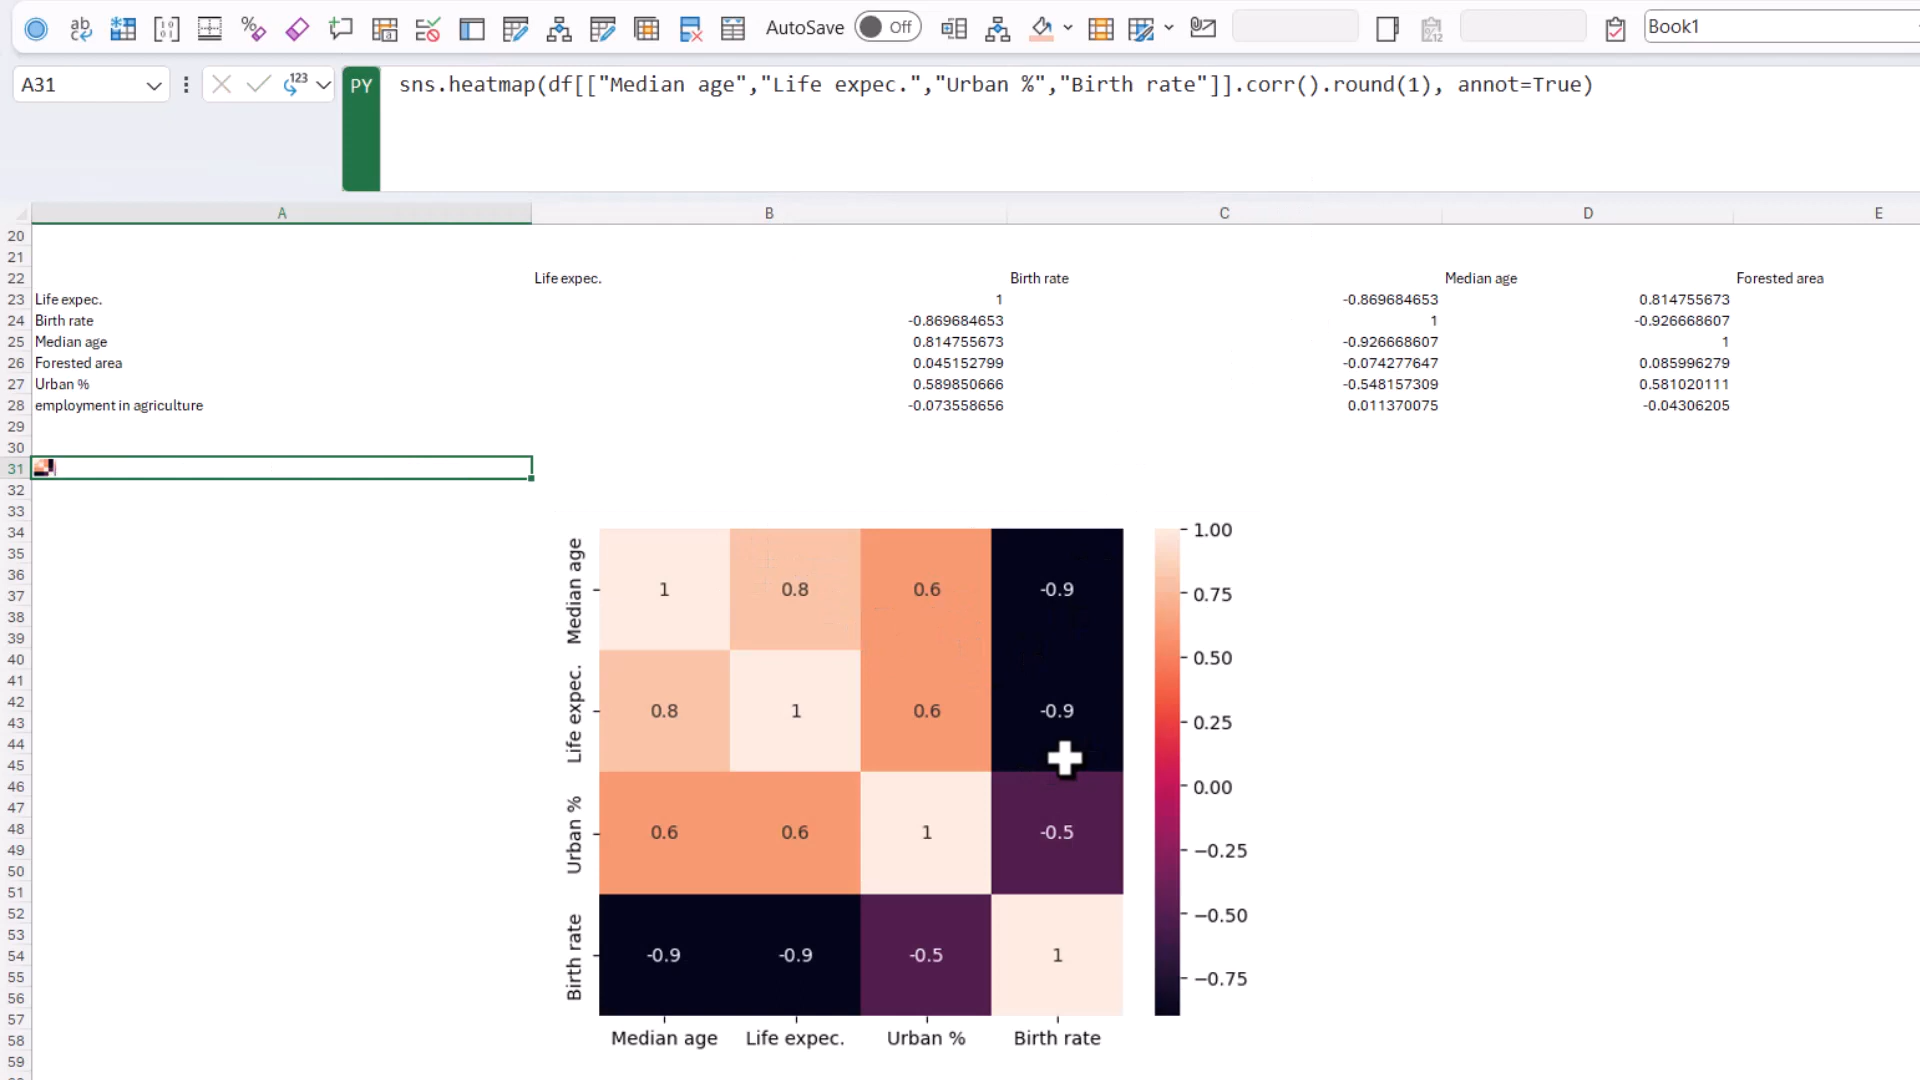 AutoSave Off Book1
A31 123 PY sns.heatmap(df[["Median age","Life expec.","Urban %","Birth rate"]].corr().round(1), annot=True)
A B C D E
20
21
22 Life expec. Birth rate Median age Forested area
23 Life expec. 1 -0.869684653 0.814755673
24 Birth rate -0.869684653 1 -0.926668607
25 Median age 0.814755673 -0.926668607 1
26 Forested area 0.045152799 -0.074277647 0.085996279
27 Urban % 0.589850666 -0.548157309 0.581020111
28 employment in agriculture -0.073558656 0.011370075 -0.04306205
29
30
31
32
33
34
35
36
37
38
39
40
41
42
43
44
45
46
47
48
49
50
51
52
53
54
55
56
57
58
59
Median age 1 0.8 0.6 -0.9
Life expec. 0.8 1 0.6 -0.9
Urban % 0.6 0.6 1 -0.5
Birth rate -0.9 -0.9 -0.5 1
Median age Life expec. Urban % Birth rate
1.00
0.75
0.50
0.25
0.00
−0.25
−0.50
−0.75